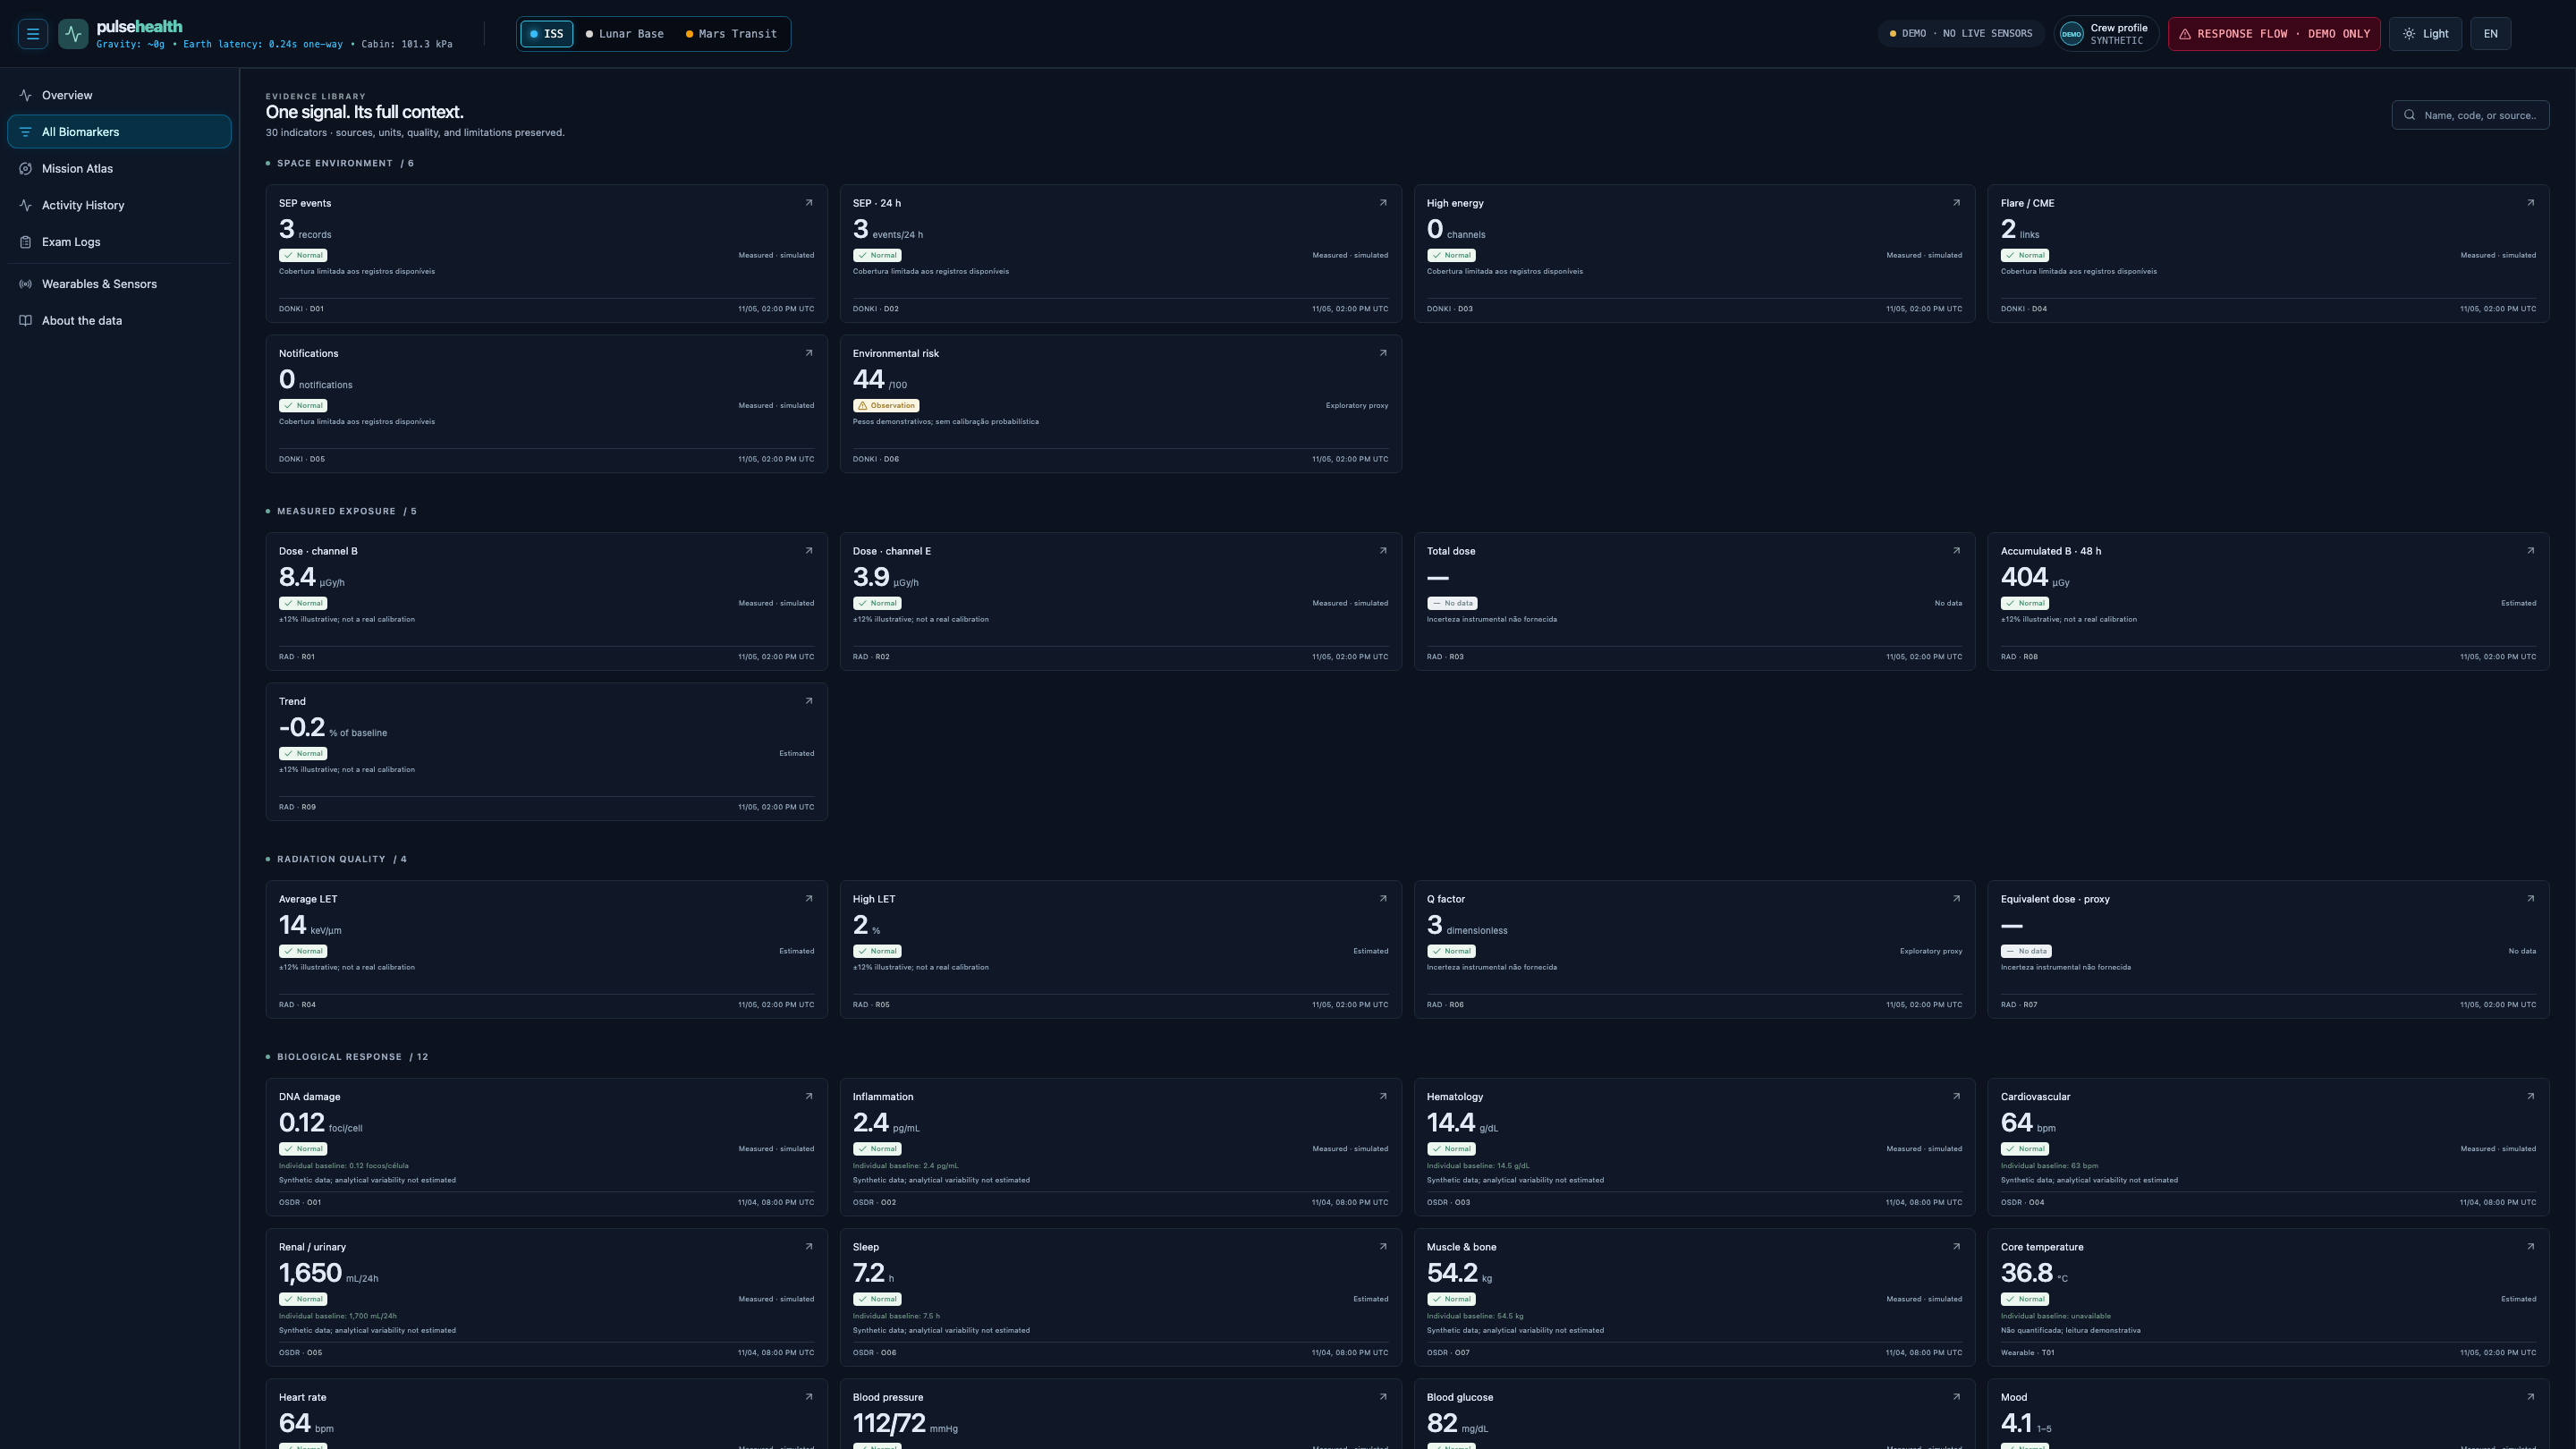 pulsehealth
Gravity: ~0g • Earth latency: 0.24s one-way • Cabin: 101.3 kPa
ISS
Lunar Base
Mars Transit
DEMO · NO LIVE SENSORS
DEMO
Crew profile
SYNTHETIC
RESPONSE FLOW · DEMO ONLY
Light
EN
Overview
All Biomarkers
Mission Atlas
Activity History
Exam Logs
Wearables & Sensors
About the data
EVIDENCE LIBRARY
One signal. Its full context.
30 indicators · sources, units, quality, and limitations preserved.
Name, code, or source..
SPACE ENVIRONMENT / 6
SEP events
3 records
Normal
Measured · simulated
Cobertura limitada aos registros disponíveis
DONKI · D01
11/05, 02:00 PM UTC
SEP · 24 h
3 events/24 h
Normal
Measured · simulated
Cobertura limitada aos registros disponíveis
DONKI · D02
11/05, 02:00 PM UTC
High energy
0 channels
Normal
Measured · simulated
Cobertura limitada aos registros disponíveis
DONKI · D03
11/05, 02:00 PM UTC
Flare / CME
2 links
Normal
Measured · simulated
Cobertura limitada aos registros disponíveis
DONKI · D04
11/05, 02:00 PM UTC
Notifications
0 notifications
Normal
Measured · simulated
Cobertura limitada aos registros disponíveis
DONKI · D05
11/05, 02:00 PM UTC
Environmental risk
44 /100
Observation
Exploratory proxy
Pesos demonstrativos; sem calibração probabilística
DONKI · D06
11/05, 02:00 PM UTC
MEASURED EXPOSURE / 5
Dose · channel B
8.4 µGy/h
Normal
Measured · simulated
±12% illustrative; not a real calibration
RAD · R01
11/05, 02:00 PM UTC
Dose · channel E
3.9 µGy/h
Normal
Measured · simulated
±12% illustrative; not a real calibration
RAD · R02
11/05, 02:00 PM UTC
Total dose
—
No data
No data
Incerteza instrumental não fornecida
RAD · R03
11/05, 02:00 PM UTC
Accumulated B · 48 h
404 µGy
Normal
Estimated
±12% illustrative; not a real calibration
RAD · R08
11/05, 02:00 PM UTC
Trend
-0.2 % of baseline
Normal
Estimated
±12% illustrative; not a real calibration
RAD · R09
11/05, 02:00 PM UTC
RADIATION QUALITY / 4
Average LET
14 keV/µm
Normal
Estimated
±12% illustrative; not a real calibration
RAD · R04
11/05, 02:00 PM UTC
High LET
2 %
Normal
Estimated
±12% illustrative; not a real calibration
RAD · R05
11/05, 02:00 PM UTC
Q factor
3 dimensionless
Normal
Exploratory proxy
Incerteza instrumental não fornecida
RAD · R06
11/05, 02:00 PM UTC
Equivalent dose · proxy
—
No data
No data
Incerteza instrumental não fornecida
RAD · R07
11/05, 02:00 PM UTC
BIOLOGICAL RESPONSE / 12
DNA damage
0.12 foci/cell
Normal
Measured · simulated
Individual baseline: 0.12 focos/célula
Synthetic data; analytical variability not estimated
OSDR · O01
11/04, 08:00 PM UTC
Inflammation
2.4 pg/mL
Normal
Measured · simulated
Individual baseline: 2.4 pg/mL
Synthetic data; analytical variability not estimated
OSDR · O02
11/04, 08:00 PM UTC
Hematology
14.4 g/dL
Normal
Measured · simulated
Individual baseline: 14.5 g/dL
Synthetic data; analytical variability not estimated
OSDR · O03
11/04, 08:00 PM UTC
Cardiovascular
64 bpm
Normal
Measured · simulated
Individual baseline: 63 bpm
Synthetic data; analytical variability not estimated
OSDR · O04
11/04, 08:00 PM UTC
Renal / urinary
1,650 mL/24h
Normal
Measured · simulated
Individual baseline: 1,700 mL/24h
Synthetic data; analytical variability not estimated
OSDR · O05
11/04, 08:00 PM UTC
Sleep
7.2 h
Normal
Estimated
Individual baseline: 7.5 h
Synthetic data; analytical variability not estimated
OSDR · O06
11/04, 08:00 PM UTC
Muscle & bone
54.2 kg
Normal
Measured · simulated
Individual baseline: 54.5 kg
Synthetic data; analytical variability not estimated
OSDR · O07
11/04, 08:00 PM UTC
Core temperature
36.8 °C
Normal
Estimated
Individual baseline: unavailable
Não quantificada; leitura demonstrativa
Wearable · T01
11/05, 02:00 PM UTC
Heart rate
64 bpm
Normal
Measured · simulated
Blood pressure
112/72 mmHg
Normal
Measured · simulated
Blood glucose
82 mg/dL
Normal
Measured · simulated
Mood
4.1 1–5
Normal
Measured · simulated